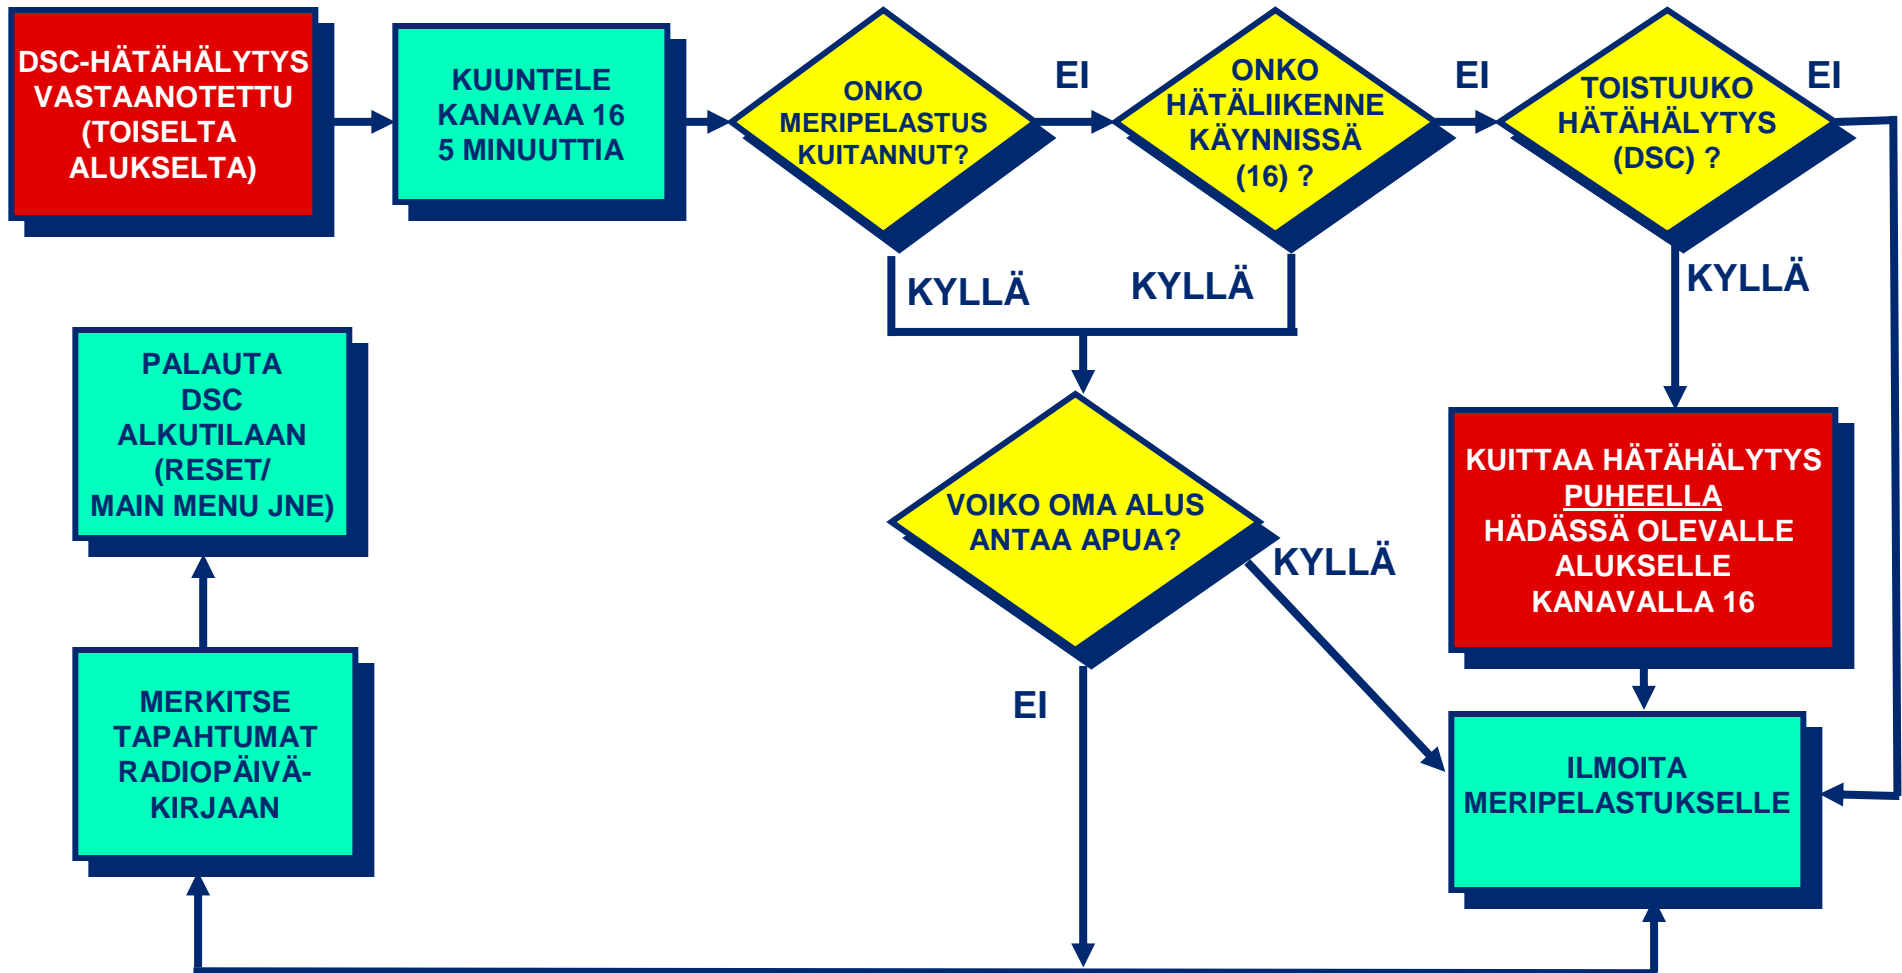 DSC-HÄTÄHÄLYTYS
VASTAANOTETTU
(TOISELTA
ALUKSELTA)
KUUNTELE
KANAVAA 16
5 MINUUTTIA
ONKO
MERIPELASTUS
KUITANNUT?
EI
ONKO
HÄTÄLIIKENNE
KÄYNNISSÄ
(16) ?
EI
TOISTUUKO
HÄTÄHÄLYTYS
(DSC) ?
EI
KYLLÄ
KYLLÄ
KYLLÄ
PALAUTA
DSC
ALKUTILAAN
(RESET/
MAIN MENU JNE)
VOIKO OMA ALUS
ANTAA APUA?
KYLLÄ
EI
KUITTAA HÄTÄHÄLYTYS
PUHEELLA
HÄDÄSSÄ OLEVALLE
ALUKSELLE
KANAVALLA 16
MERKITSE
TAPAHTUMAT
RADIOPÄIVÄ-
KIRJAAN
ILMOITA
MERIPELASTUKSELLE